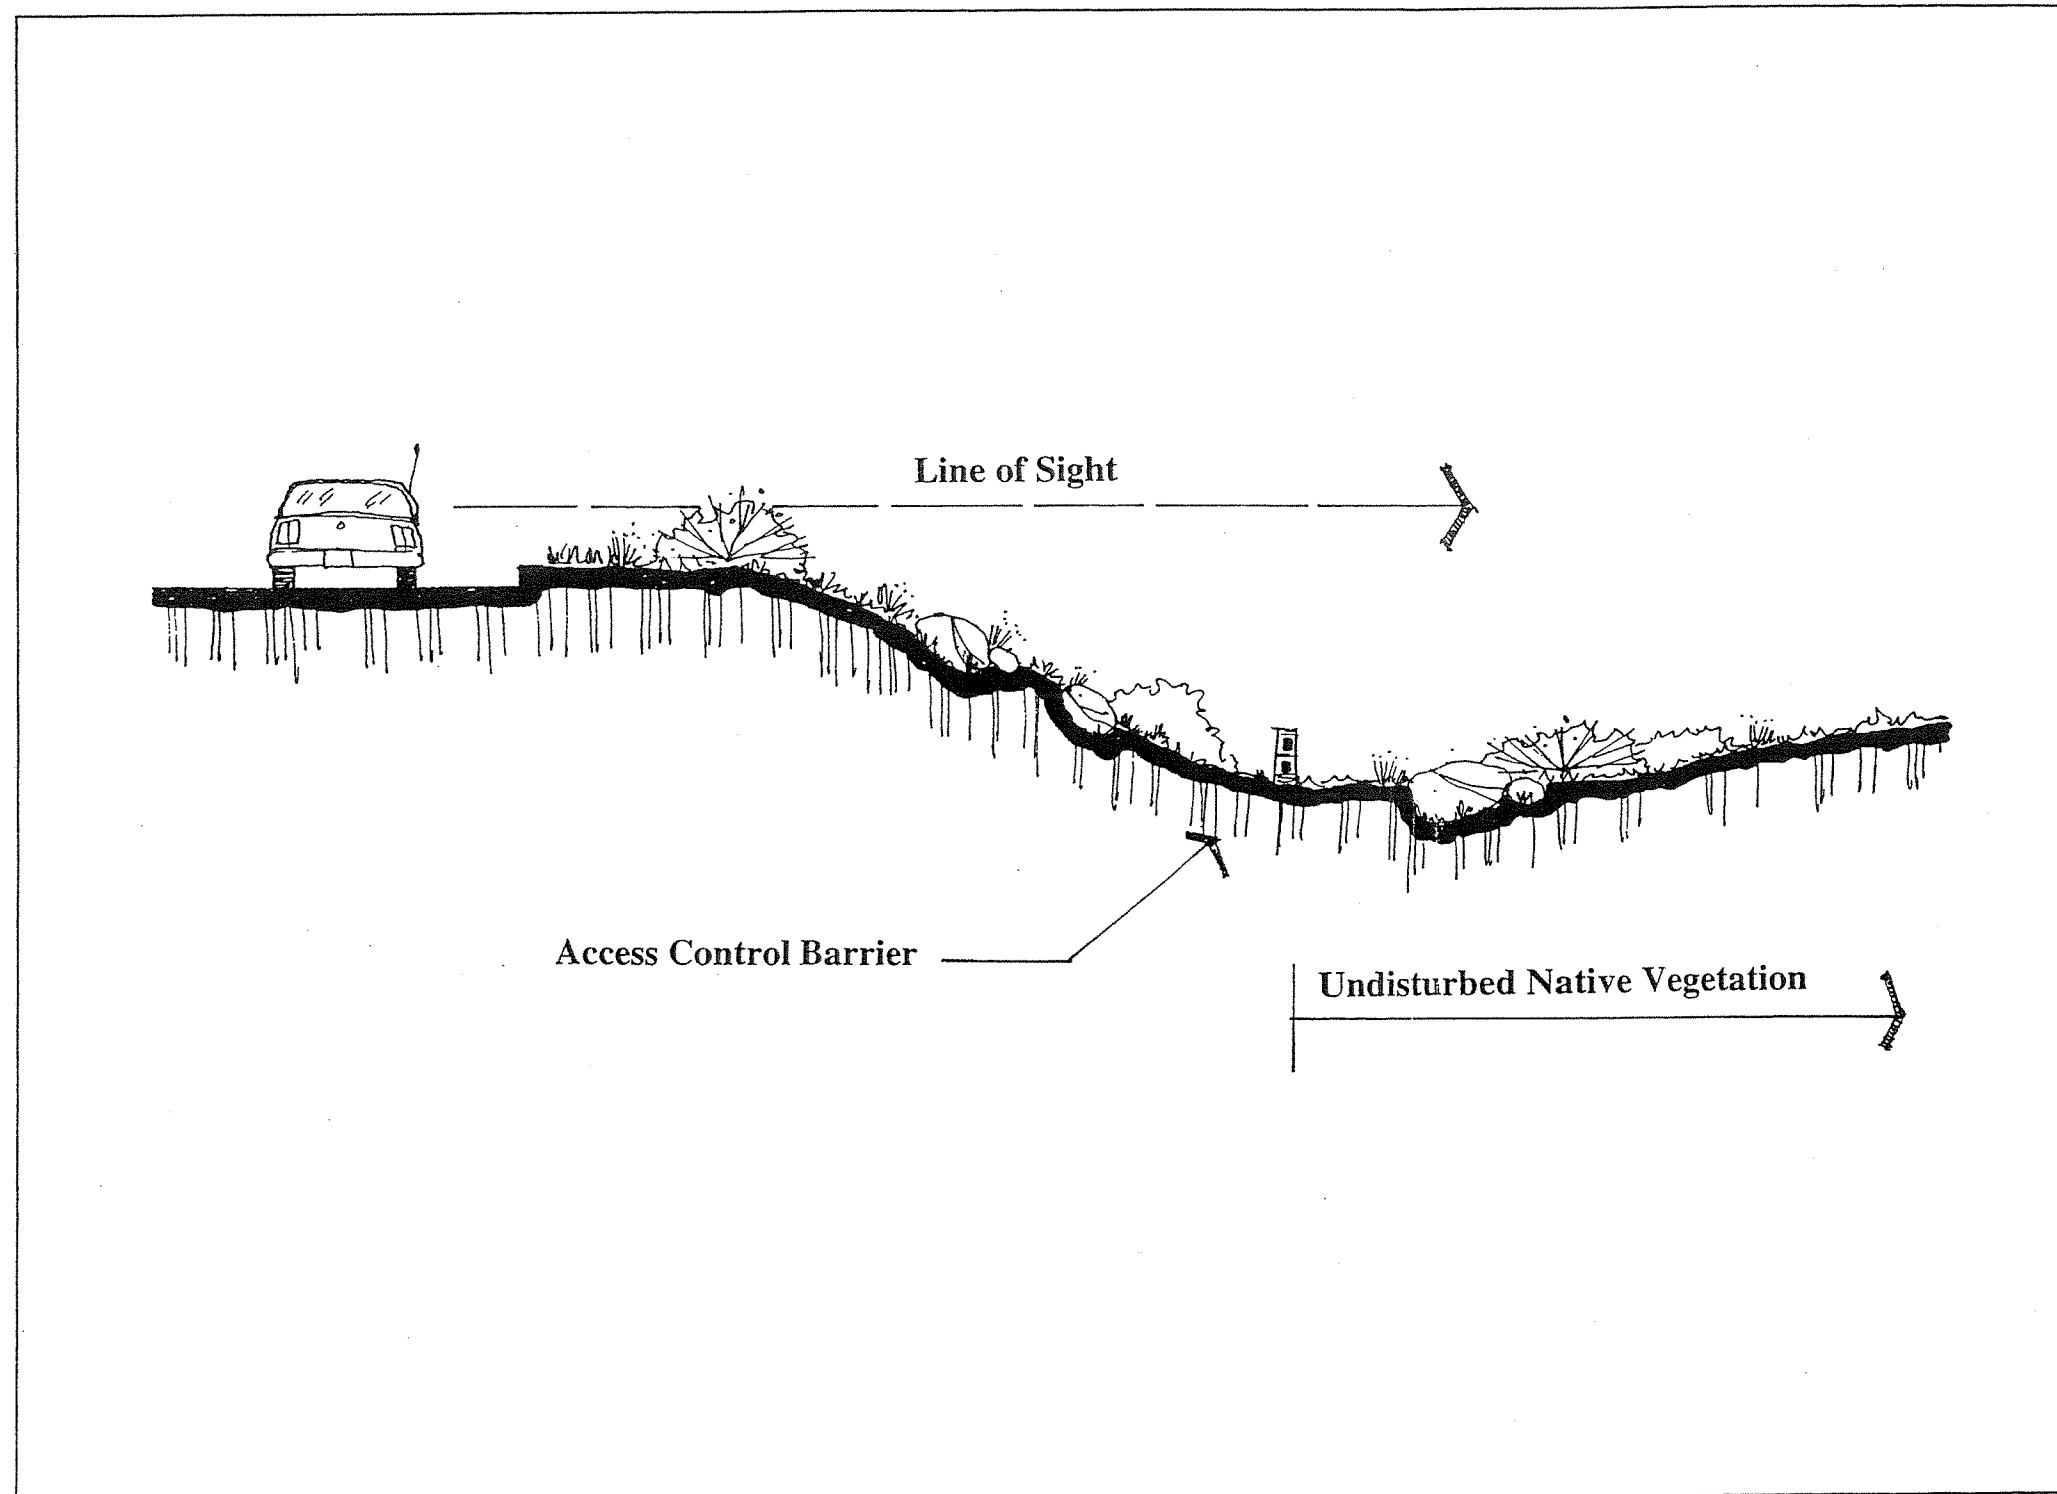 Line of Sight
Access Control Barrier
Undisturbed Native Vegetation